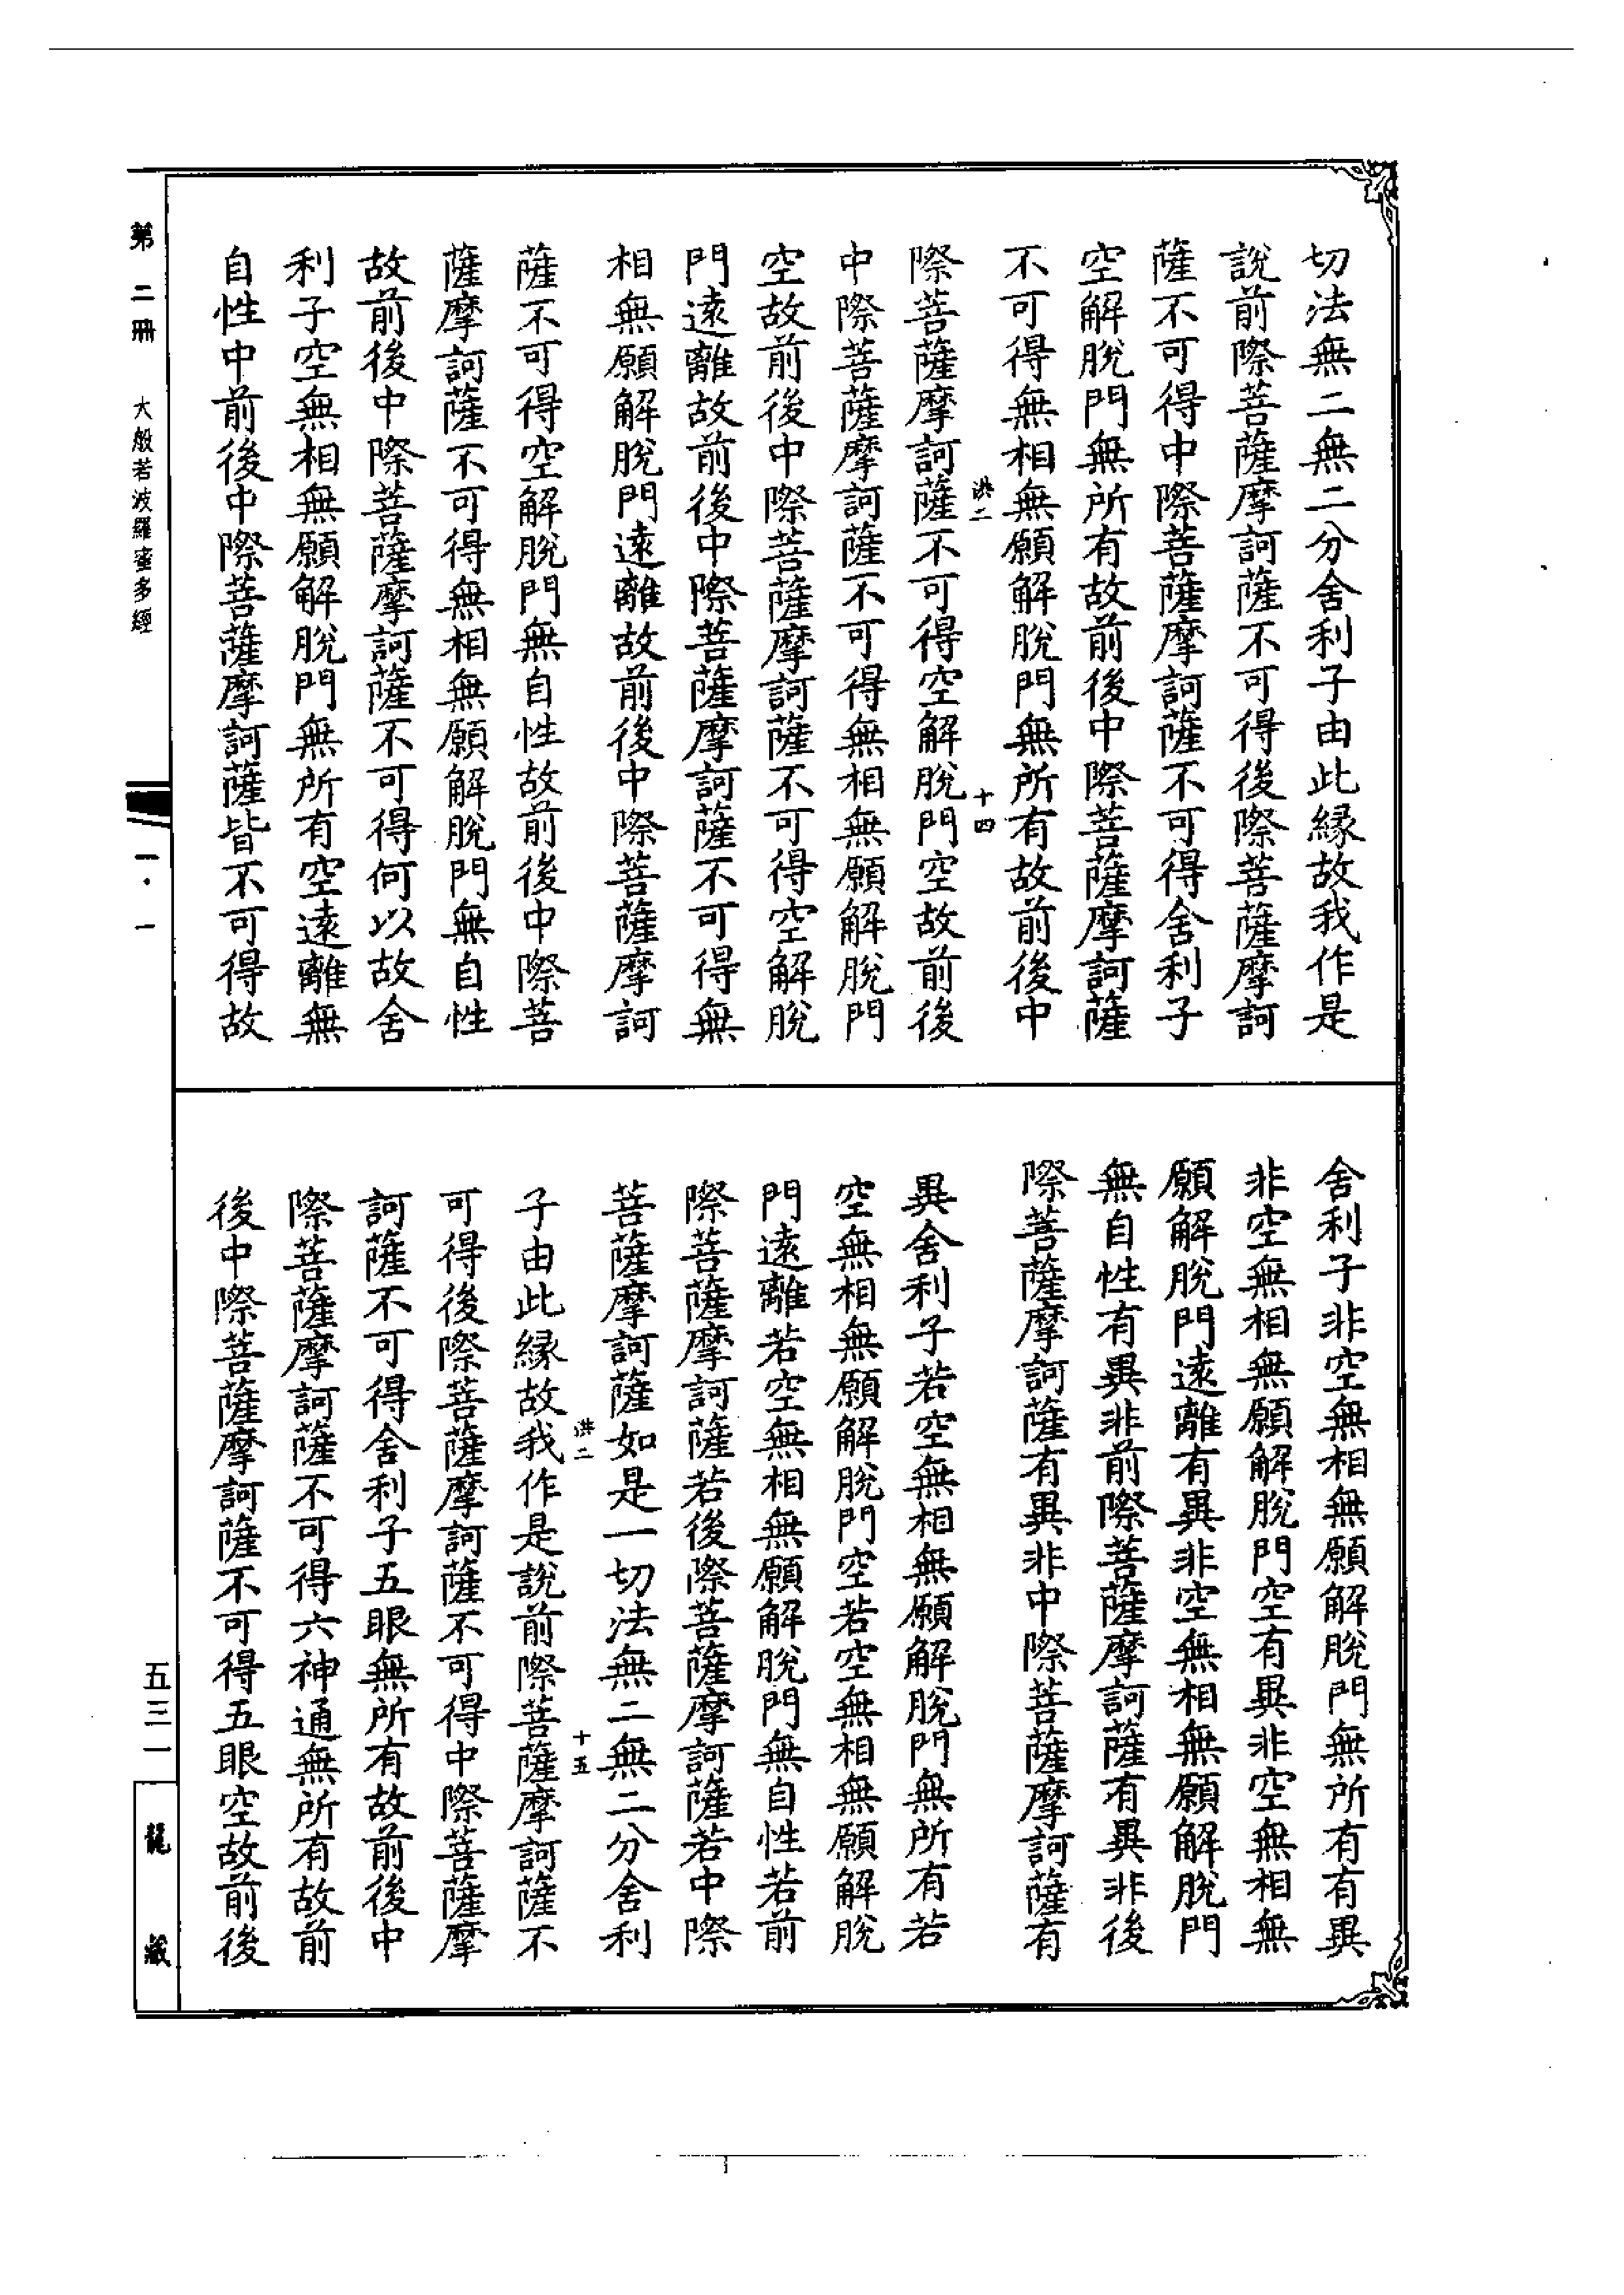 切法無二無二分舍利子由此縁故我作是
說前際菩薩摩訶薩不可得後際菩薩摩訶
薩不可得中際菩薩摩訶薩不可得舍利子
空解脫門無所有故前後中際菩薩摩訶薩
不可得無相無願解脫門無所有故前後中
洪二 十四
際菩薩摩訶薩不可得空解脫門空故前後
中際菩薩摩訶薩不可得無相無願解脫門
空故前後中際菩薩摩訶薩不可得空解脫
門遠離故前後中際菩薩摩訶薩不可得無
相無願解脫門遠離故前後中際菩薩摩訶
薩不可得空解脫門無自性故前後中際菩
薩摩訶薩不可得無相無願解脫門無自性
故前後中際菩薩摩訶薩不可得何以故舍
利子空無相無願解脫門無所有空遠離無
自性中前後中際菩薩摩訶薩皆不可得故
舍利子非空無相無願解脫門無所有有異
非空無相無願解脫門空有異非空無相無
願解脫門遠離有異非空無相無願解脫門
無自性有異非前際菩薩摩訶薩有異非後
際菩薩摩訶薩有異非中際菩薩摩訶薩有
異舍利子若空無相無願解脫門無所有若
空無相無願解脫門空若空無相無願解脫
門遠離若空無相無願解脫門無自性若前
際菩薩摩訶薩若後際菩薩摩訶薩若中際
菩薩摩訶薩如是一切法無二無二分舍利
洪二 十五
子由此縁故我作是說前際菩薩摩訶薩不
可得後際菩薩摩訶薩不可得中際菩薩摩
訶薩不可得舍利子五眼無所有故前後中
際菩薩摩訶薩不可得六神通無所有故前
後中際菩薩摩訶薩不可得五眼空故前後
第二冊 大般若波羅蜜多經 一·一 五三一 龍藏